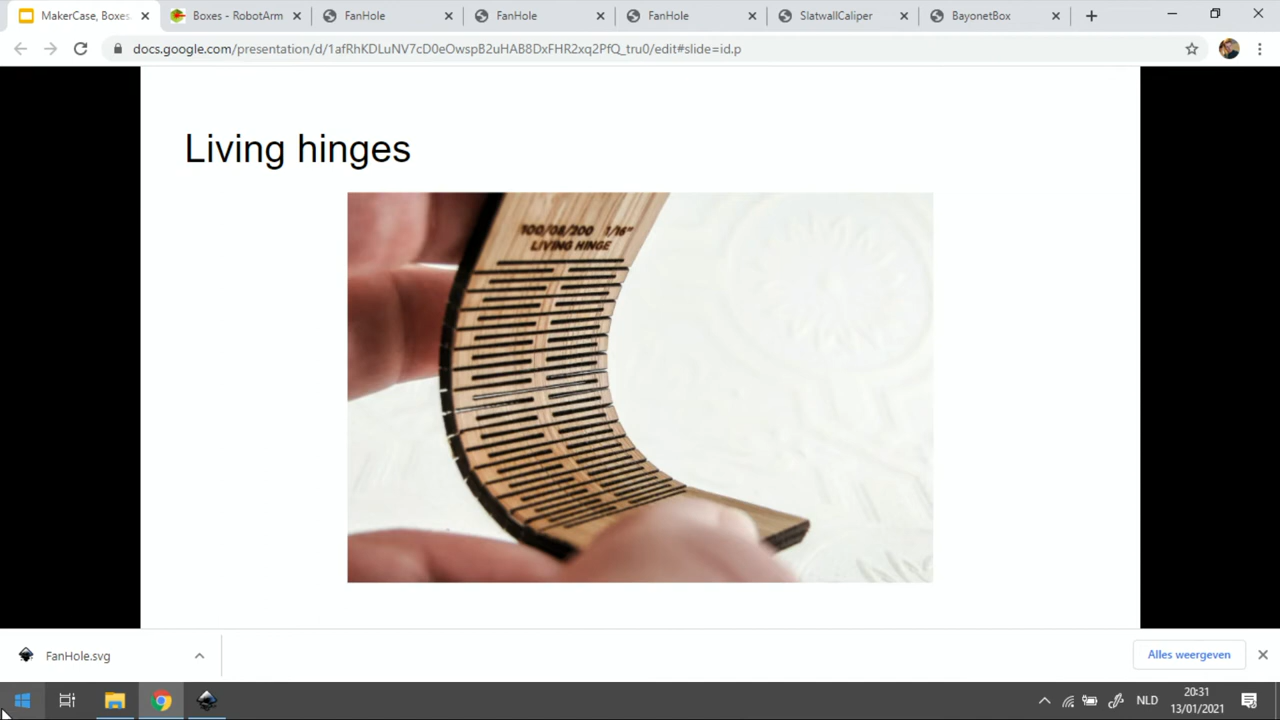 MakerCase, Boxes.
Boxes - RobotArm
FanHole
FanHole
FanHole
SlatwallCaliper
BayonetBox
docs.google.com/presentation/d/1afRhKDLuNV7cD0eOwspB2uHAB8DxFHR2xq2PfQ_tru0/edit#slide=id.p
Living hinges
100/08/200 1/16"
LIVING HINGE
FanHole.svg
Alles weergeven
NLD
20:31
13/01/2021